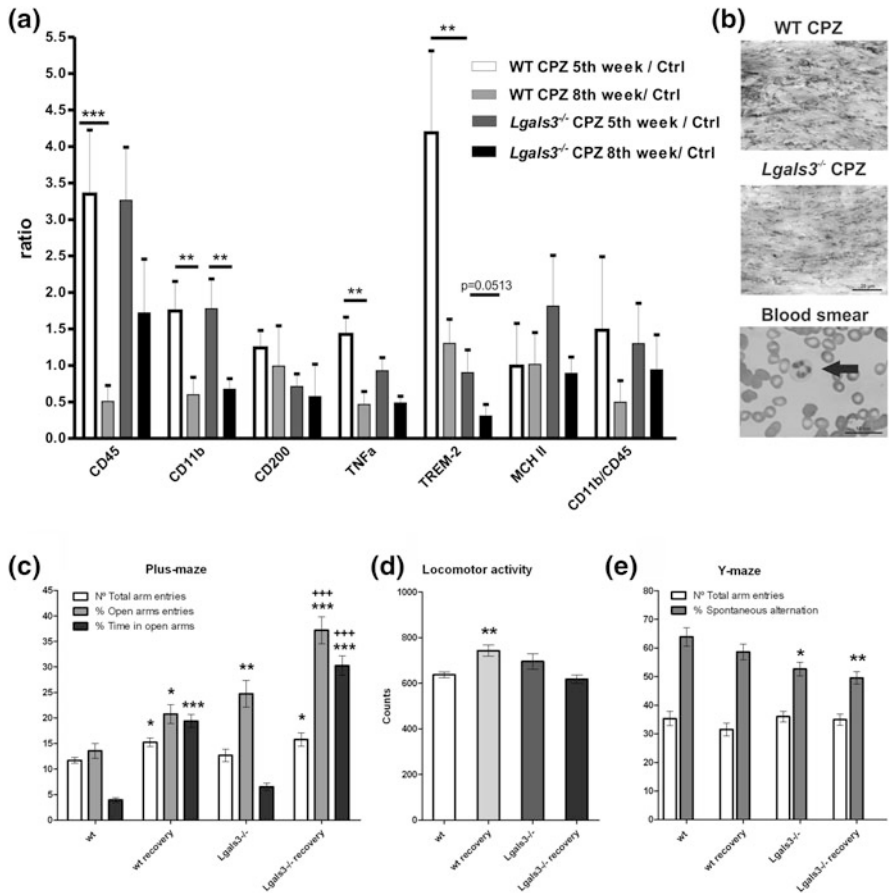 (a)
5.5
5.0
4.5
4.0
3.5
3.0
2.5
2.0
1.5
1.0
0.5
0.0
ratio
***
**
**
**
**
p=0.0513
WT CPZ 5th week / Ctrl
WT CPZ 8th week/ Ctrl
Lgals3-/- CPZ 5th week / Ctrl
Lgals3-/- CPZ 8th week/ Ctrl
CD45
CD11b
CD200
TNFa
TREM-2
MCH II
CD11b/CD45
(b)
WT CPZ
Lgals3-/- CPZ
Blood smear
(c)
Plus-maze
Nº Total arm entries
% Open arms entries
% Time in open arms
45
40
35
30
25
20
15
10
5
0
*
*
***
**
*
+++
***
+++
***
wt
wt recovery
Lgals3-/-
Lgals3-/- recovery
(d)
Locomotor activity
1000
800
600
400
200
0
Counts
**
wt
wt recovery
Lgals3-/-
Lgals3-/- recovery
(e)
Y-maze
Nº Total arm entries
% Spontaneous alternation
80
70
60
50
40
30
20
10
0
*
**
wt
wt recovery
Lgals3-/-
Lgals3-/- recovery